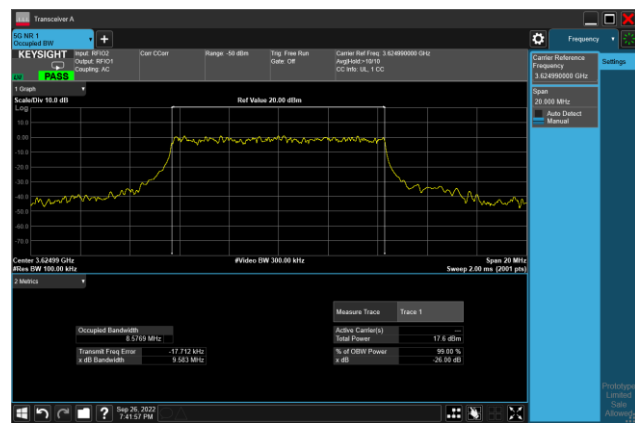 Transceiver A
5G NR 1
Occupied BW
Frequency
KEYSIGHT
Input: RFIO2
Output: RFIO1
Coupling: AC
Corr CCorr
Range: -50 dBm
Trig: Free Run
Gate: Off
Carrier Ref Freq: 3.624990000 GHz
Avg|Hold:>10/10
CC Info: UL, 1 CC
PASS
Carrier Reference
Frequency
3.624990000 GHz
Settings
Span
20.000 MHz
Auto Detect
Manual
1 Graph
Scale/Div 10.0 dB
Ref Value 20.00 dBm
Log
10.0
0.00
-10.0
-20.0
-30.0
-40.0
-50.0
-60.0
-70.0
Center 3.62499 GHz
#Video BW 300.00 kHz
Span 20 MHz
#Res BW 100.00 kHz
Sweep 2.00 ms (2001 pts)
2 Metrics
Measure Trace
Trace 1
Occupied Bandwidth
8.5769 MHz
Active Carrier(s)
---
Total Power
17.6 dBm
Transmit Freq Error
-17.712 kHz
x dB Bandwidth
9.583 MHz
% of OBW Power
99.00 %
x dB
-26.00 dB
Sep 26, 2022
7:41:57 PM
Prototype
Limited
Sale
Allowed